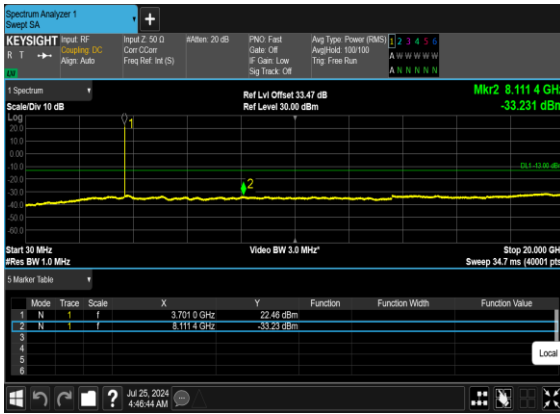 Spectrum Analyzer 1
Swept SA
+
KEYSIGHT Input: RF Input Z: 50 Ω #Atten: 20 dB PNO: Fast Avg Type: Power (RMS) 1 2 3 4 5 6
R T Coupling: DC Corr CCorr Gate: Off Avg|Hold: 100/100 A W W W W W
Align: Auto Freq Ref: Int (S) IF Gain: Low Trig: Free Run
LXI Sig Track: Off A N N N N N
1 Spectrum Ref Lvl Offset 33.47 dB Mkr2 8.111 4 GHz
Scale/Div 10 dB Ref Level 30.00 dBm -33.231 dBm
Log
20.0 1
10.0
0.00
-10.0 DL1 -13.00 dBm
-20.0
-30.0 2
-40.0
-50.0
-60.0
Start 30 MHz Video BW 3.0 MHz* Stop 20.000 GHz
#Res BW 1.0 MHz Sweep 34.7 ms (40001 pts)
5 Marker Table
Mode Trace Scale X Y Function Function Width Function Value
1 N 1 f 3.701 0 GHz 22.46 dBm
2 N 1 f 8.111 4 GHz -33.23 dBm
3
4
5
6
Local
? Jul 25, 2024
4:46:44 AM